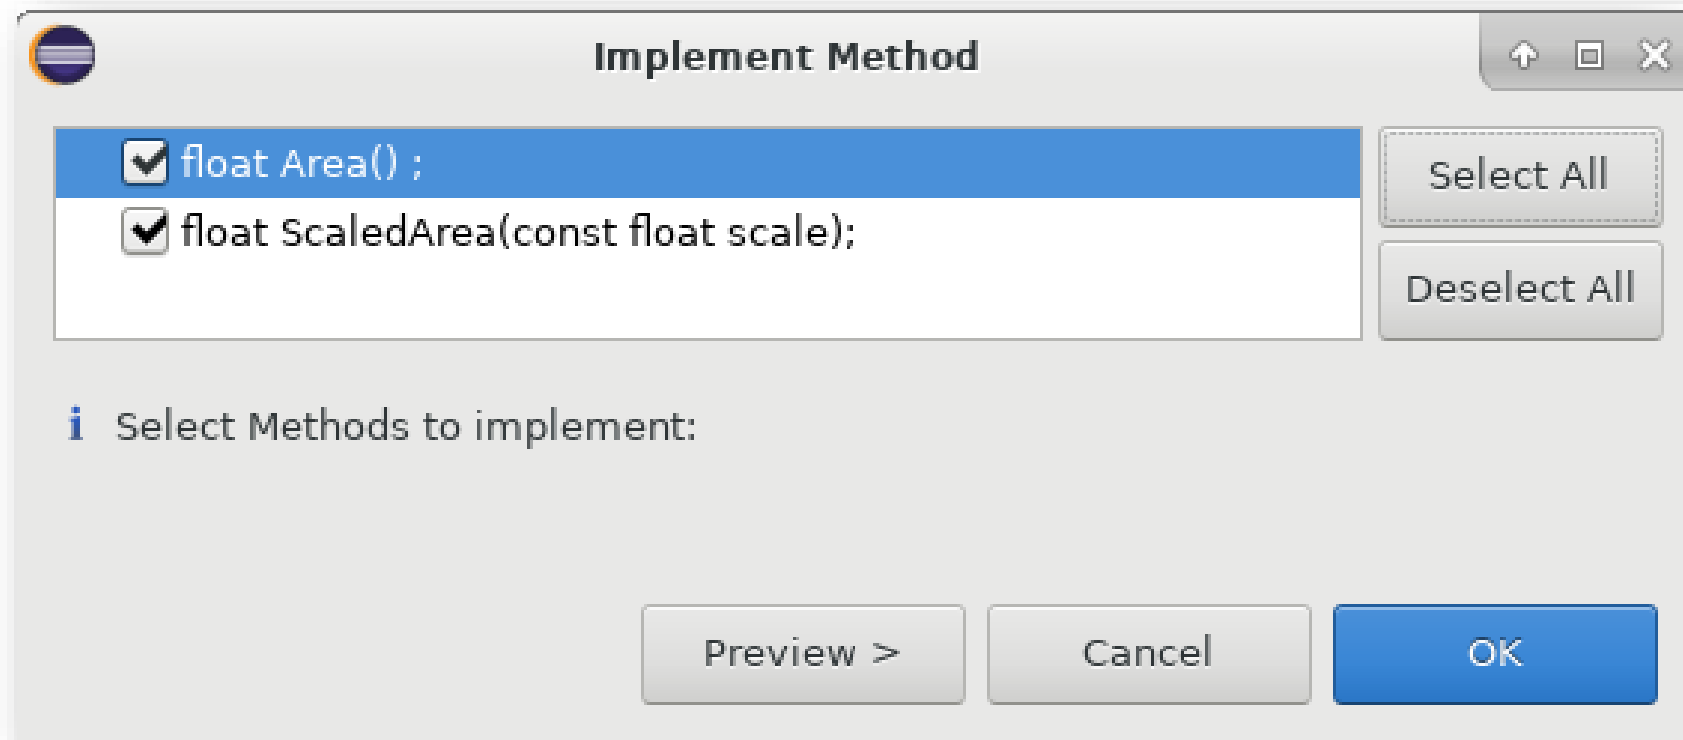 Implement Method
float Area() ;
float ScaledArea(const float scale);
Select All
Deselect All
i Select Methods to implement:
Preview > Cancel OK